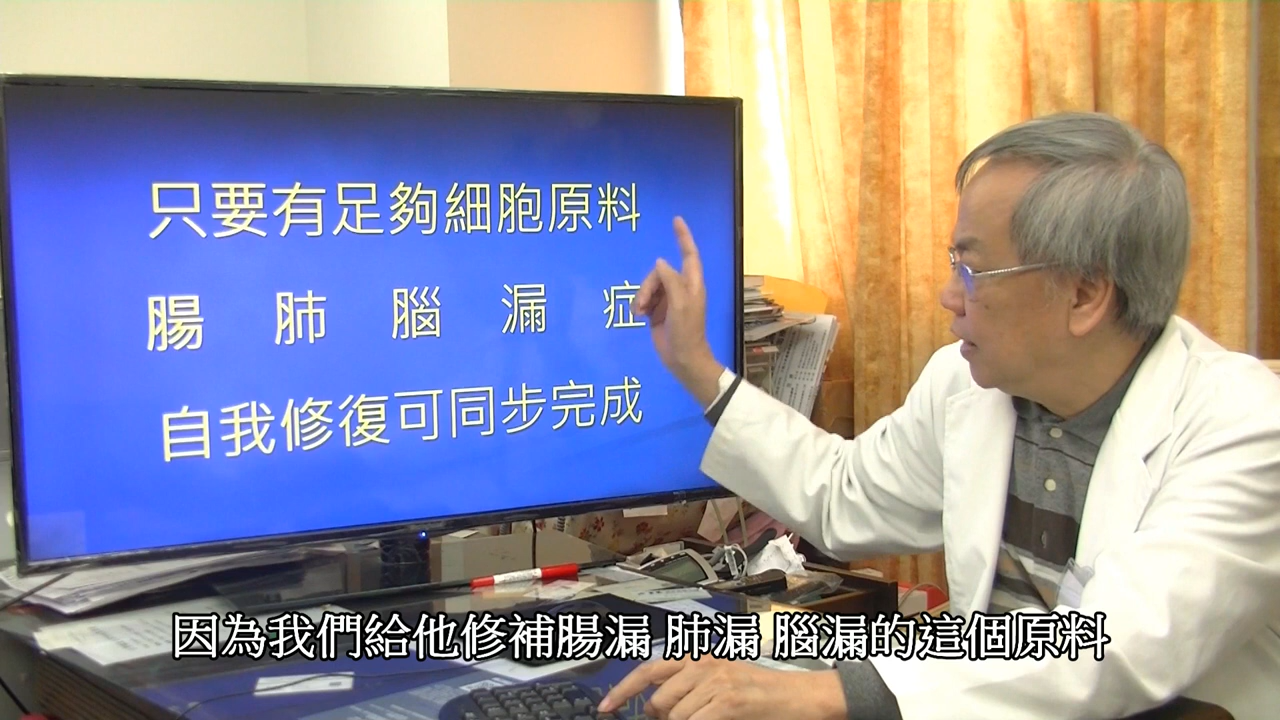 只要有足夠細胞原料
腸 肺 腦 漏 症
自我修復可同步完成
因為我們給他修補腸漏 肺漏 腦漏的這個原料